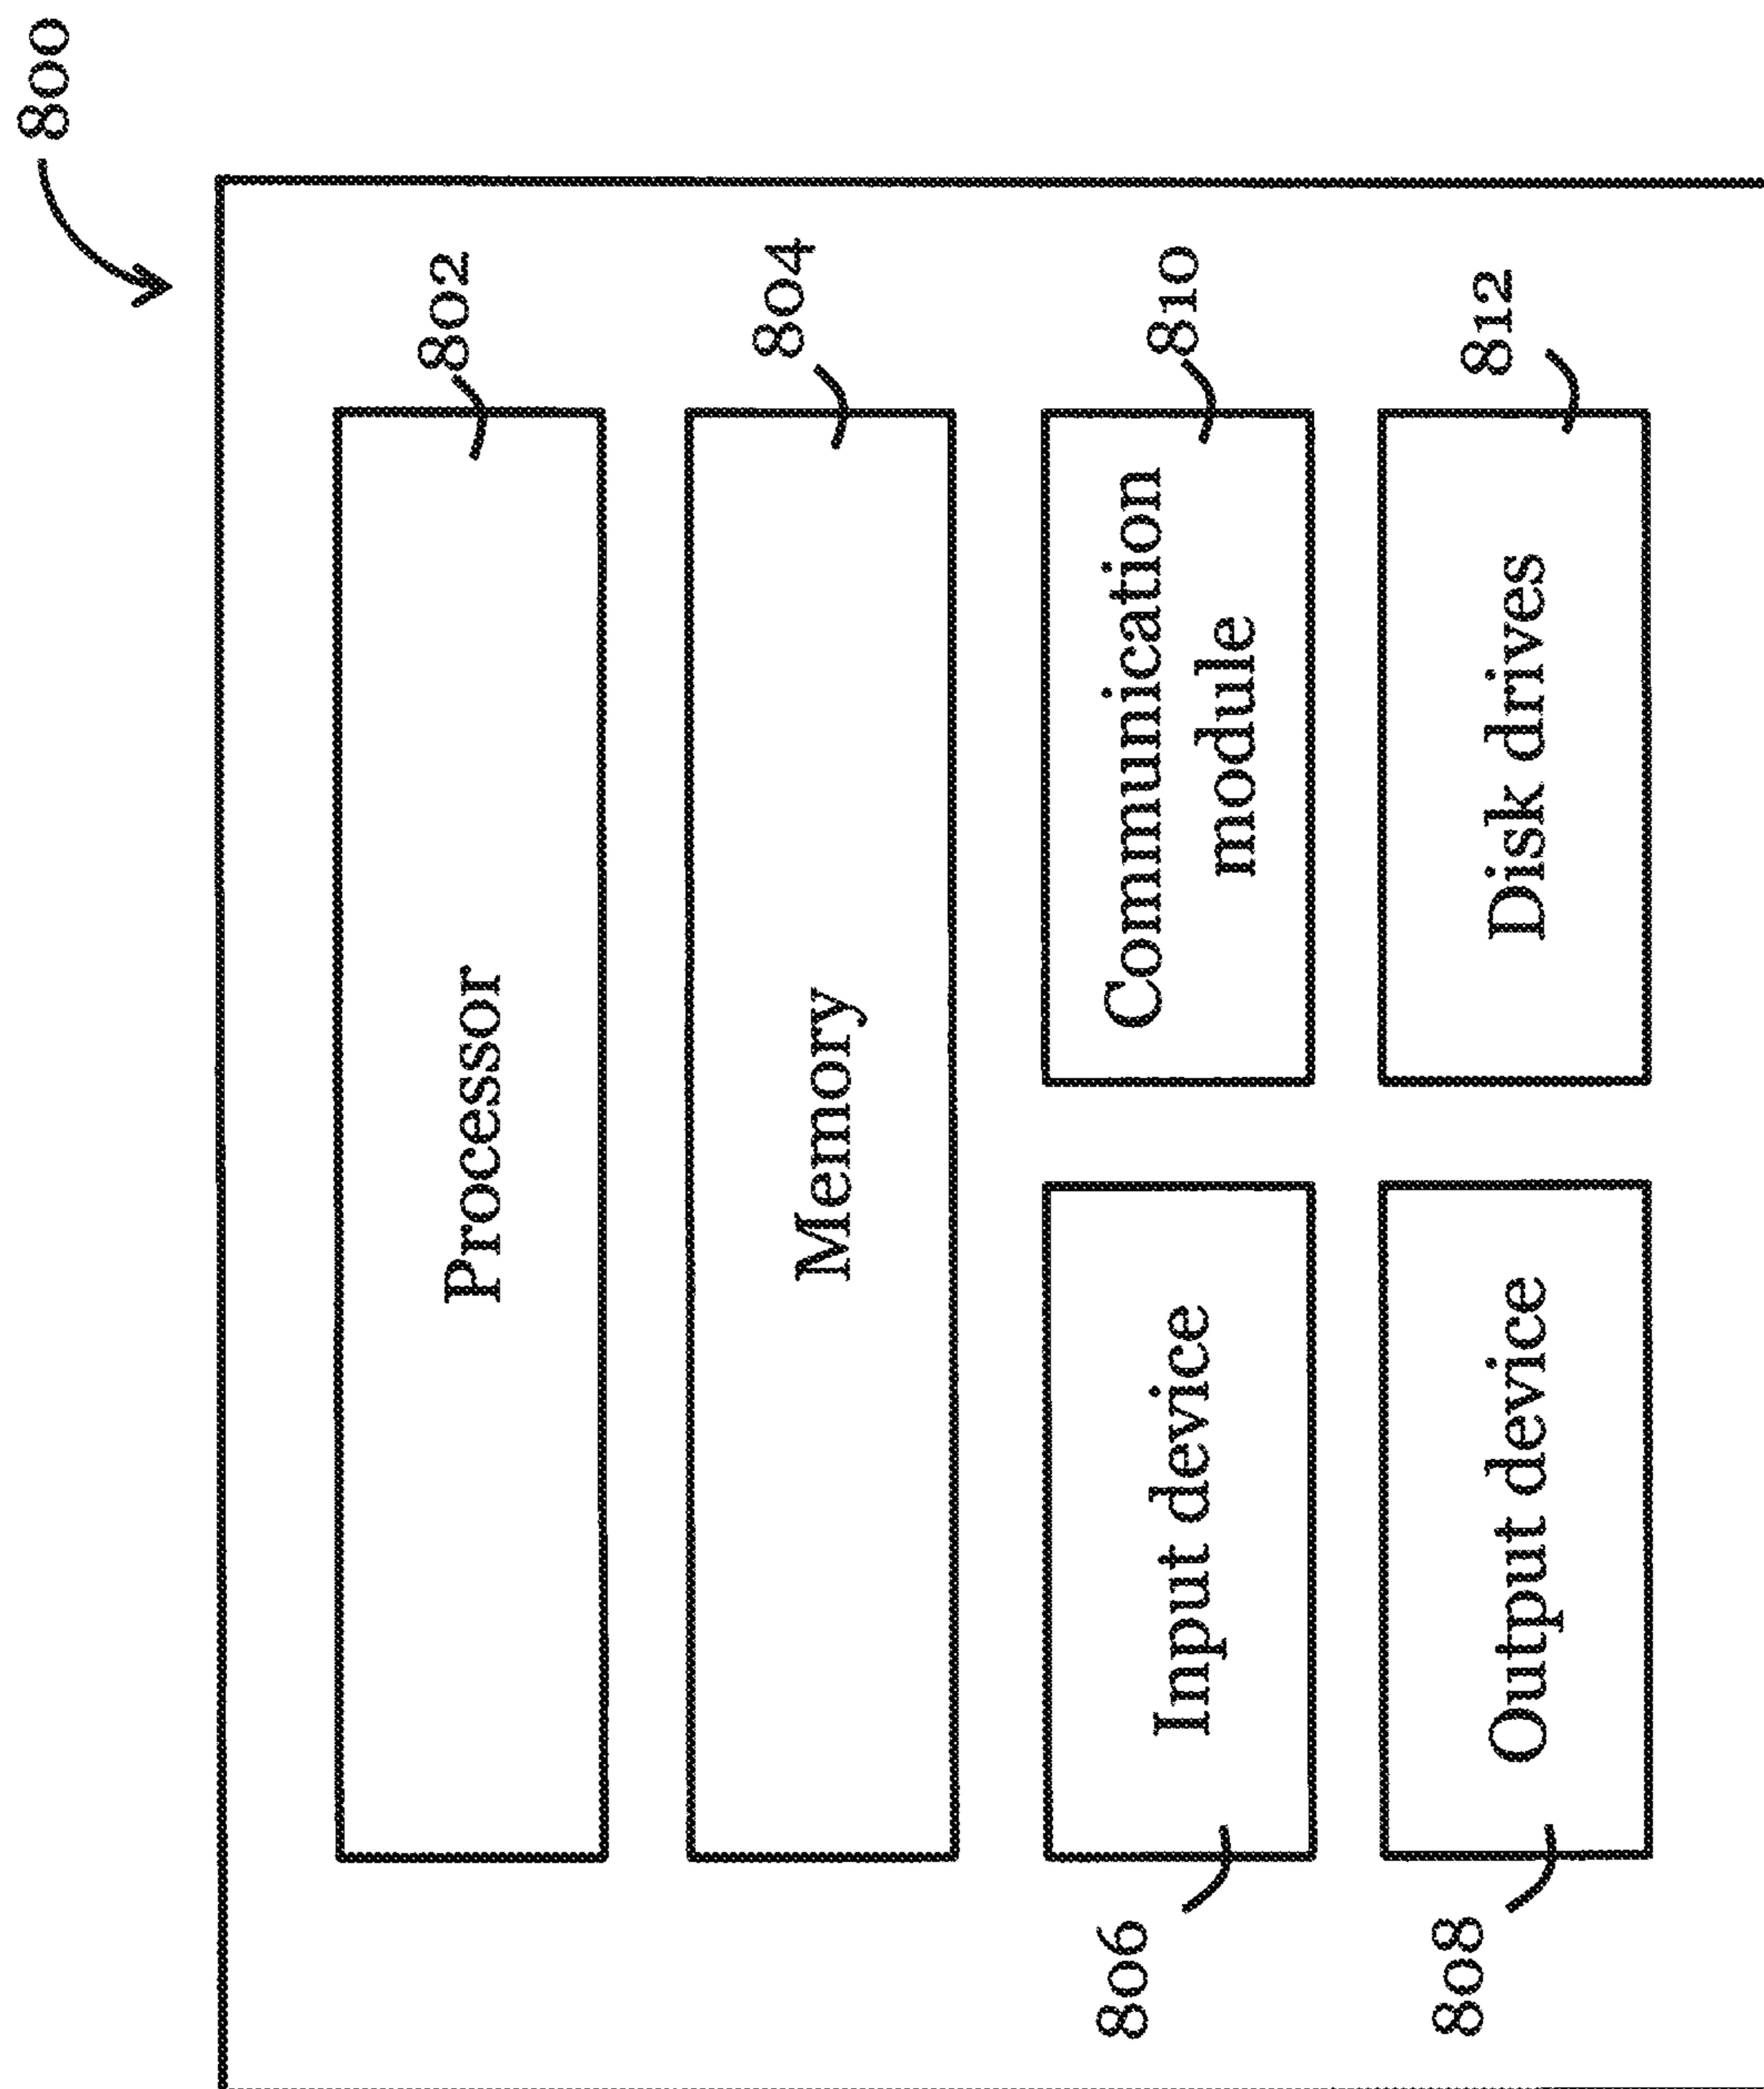 800
Processor
802
Memory
804
806
Input device
Communication
module
810
808
Output device
Disk drives
812